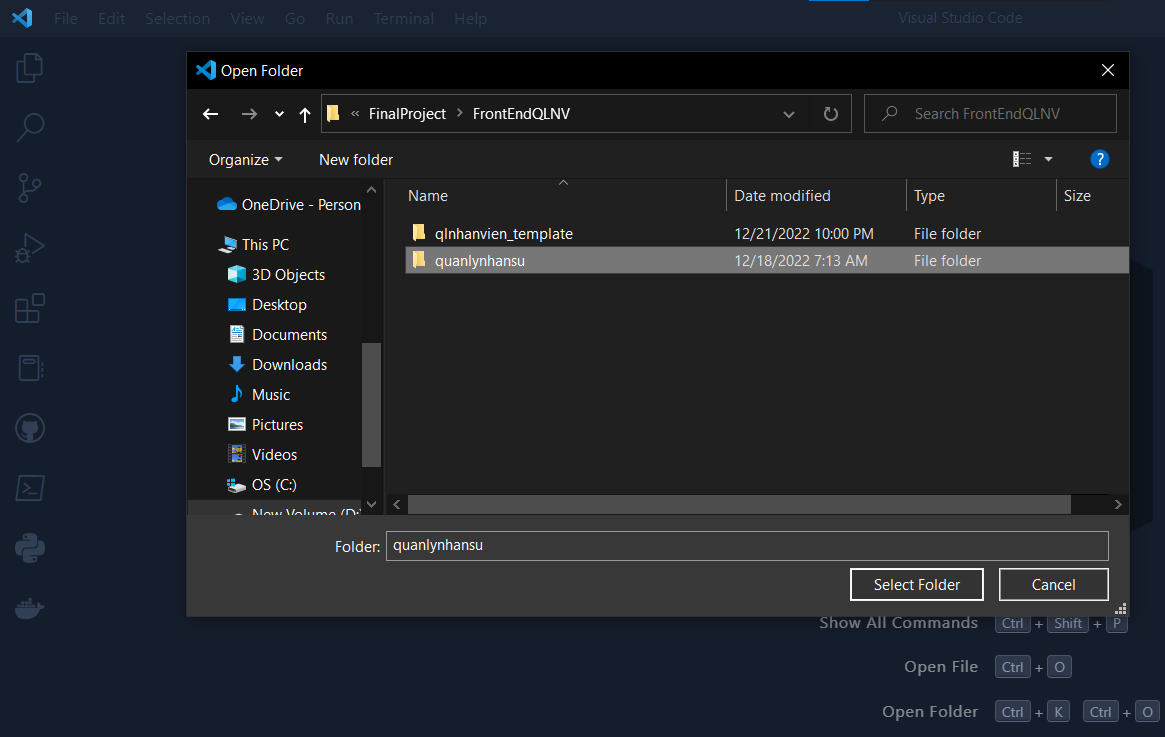 File Edit Selection View Go Run Terminal Help Visual Studio Code
Open Folder
« FinalProject > FrontEndQLNV Search FrontEndQLNV
Organize New folder ?
Name Date modified Type Size
OneDrive - Person
qlnhanvien_template 12/21/2022 10:00 PM File folder
This PC
quanlynhansu 12/18/2022 7:13 AM File folder
3D Objects
Desktop
Documents
Downloads
Music
Pictures
Videos
OS (C:)
New Volume (D:)
Folder: quanlynhansu
Select Folder Cancel
Show All Commands Ctrl + Shift + P
Open File Ctrl + O
Open Folder Ctrl + K Ctrl + O